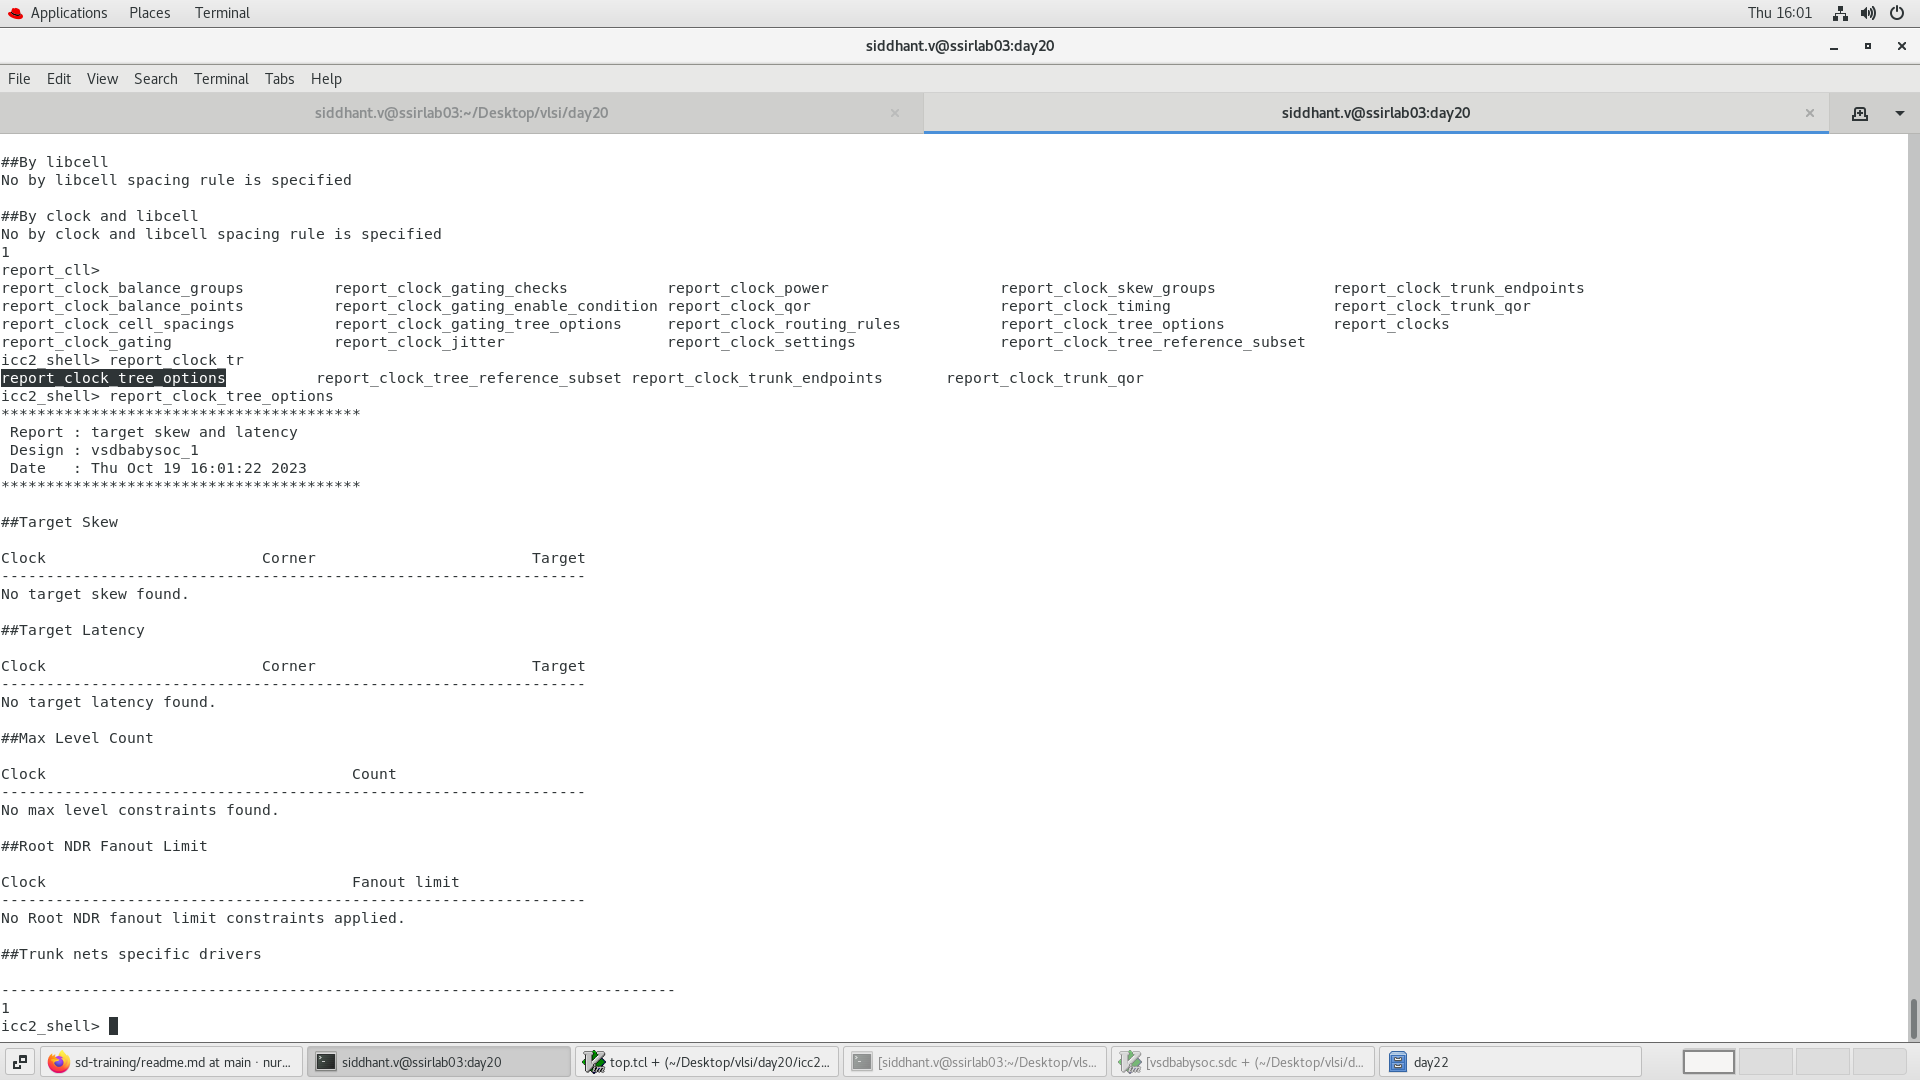 Applications Places Terminal Thu 16:01
siddhant.v@ssirlab03:day20
File Edit View Search Terminal Tabs Help
siddhant.v@ssirlab03:~/Desktop/vlsi/day20 × siddhant.v@ssirlab03:day20 ×
##By libcell
No by libcell spacing rule is specified
##By clock and libcell
No by clock and libcell spacing rule is specified
1
report_cll>
report_clock_balance_groups report_clock_gating_checks report_clock_power report_clock_skew_groups report_clock_trunk_endpoints
report_clock_balance_points report_clock_gating_enable_condition report_clock_qor report_clock_timing report_clock_trunk_qor
report_clock_cell_spacings report_clock_gating_tree_options report_clock_routing_rules report_clock_tree_options report_clocks
report_clock_gating report_clock_jitter report_clock_settings report_clock_tree_reference_subset
icc2_shell> report_clock_tr
report_clock_tree_options report_clock_tree_reference_subset report_clock_trunk_endpoints report_clock_trunk_qor
icc2_shell> report_clock_tree_options
****************************************
Report : target skew and latency
Design : vsdbabysoc_1
Date : Thu Oct 19 16:01:22 2023
****************************************
##Target Skew
Clock Corner Target
-----------------------------------------------------------------
No target skew found.
##Target Latency
Clock Corner Target
-----------------------------------------------------------------
No target latency found.
##Max Level Count
Clock Count
-----------------------------------------------------------------
No max level constraints found.
##Root NDR Fanout Limit
Clock Fanout limit
-----------------------------------------------------------------
No Root NDR fanout limit constraints applied.
##Trunk nets specific drivers
---------------------------------------------------------------------------
1
icc2_shell>
sd-training/readme.md at main · nur... siddhant.v@ssirlab03:day20 top.tcl + (~/Desktop/vlsi/day20/icc2... [siddhant.v@ssirlab03:~/Desktop/vls... [vsdbabysoc.sdc + (~/Desktop/vlsi/d... day22